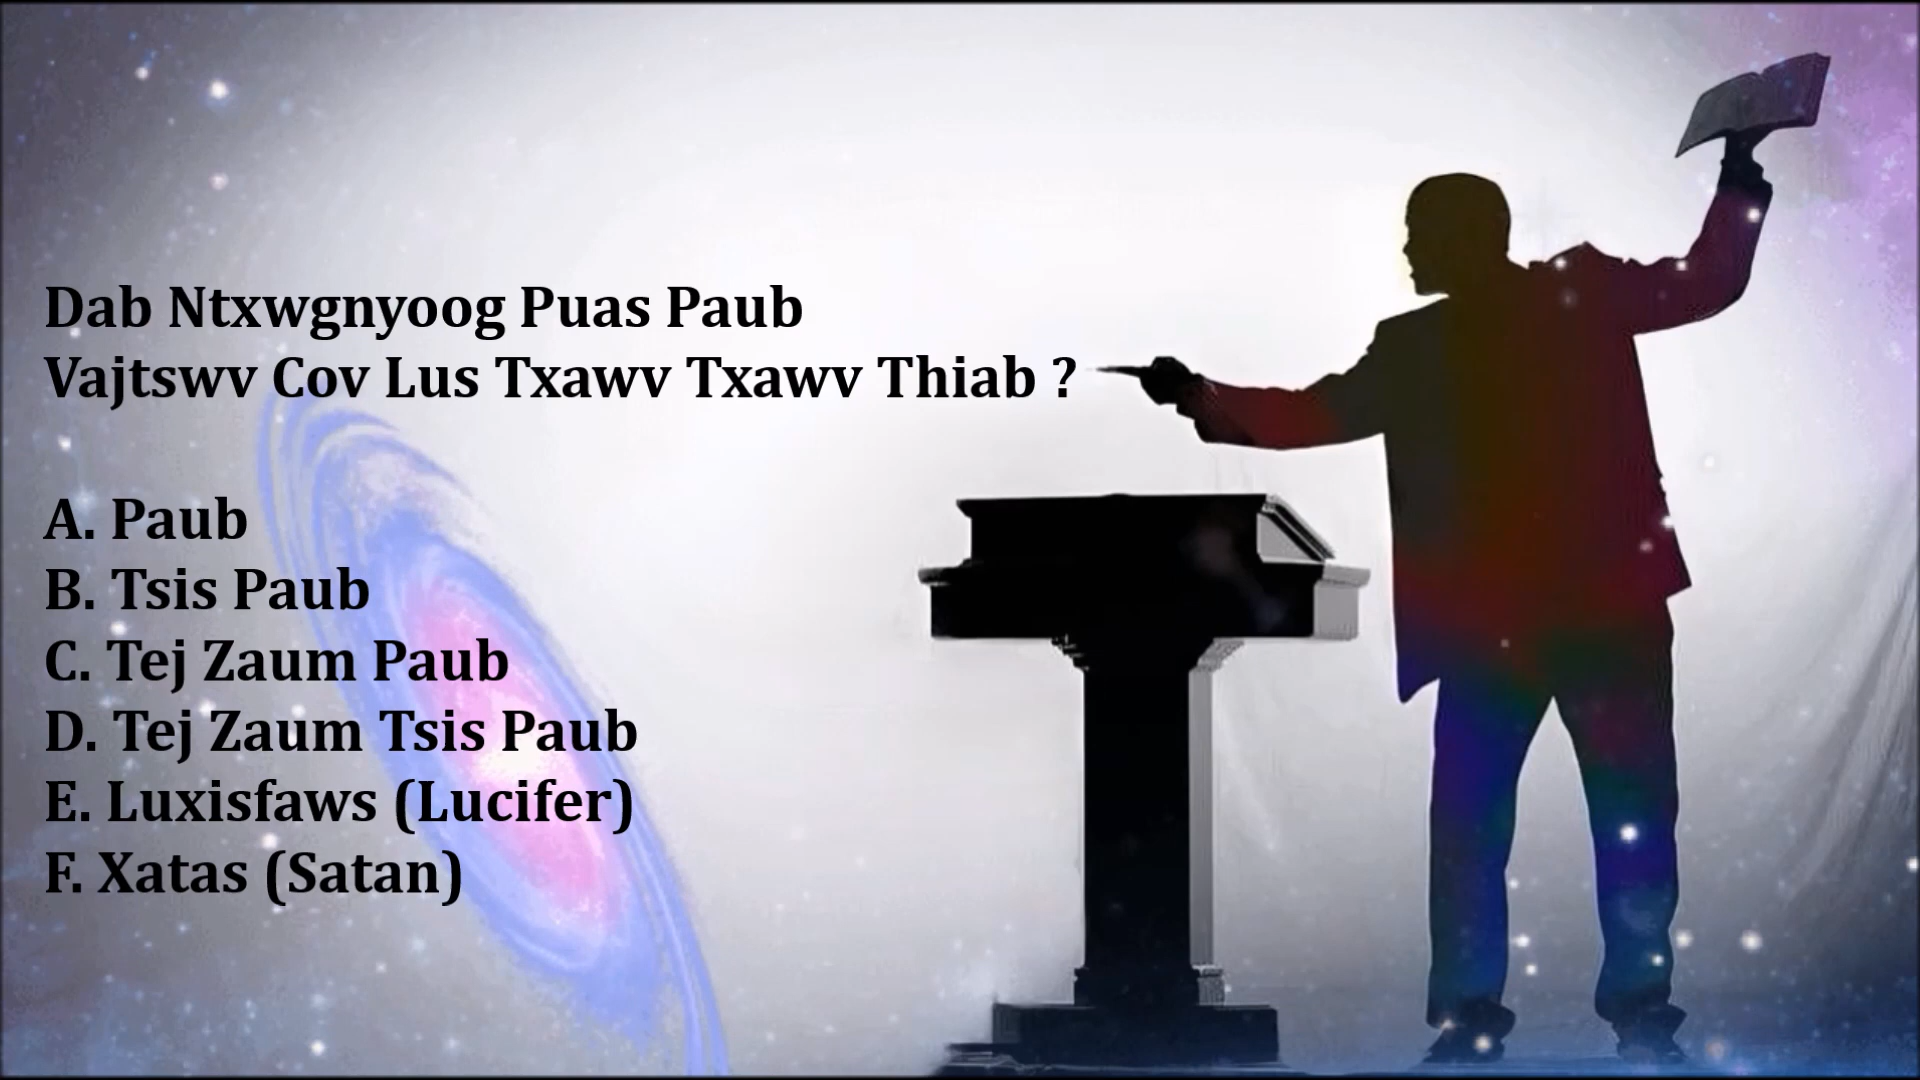 Dab Ntxwgnyoog Puas Paub
Vajtswv Cov Lus Txawv Txawv Thiab ?
A. Paub
B. Tsis Paub
C. Tej Zaum Paub
D. Tej Zaum Tsis Paub
E. Luxisfaws (Lucifer)
F. Xatas (Satan)